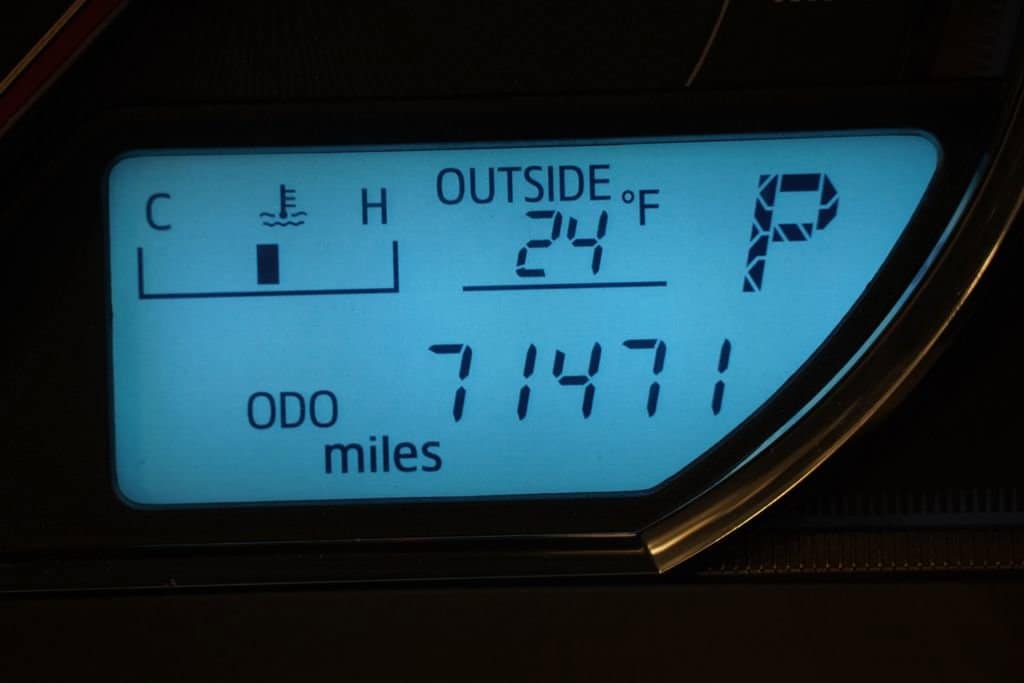 C H
OUTSIDE
24 °F
P
71471
ODO
miles